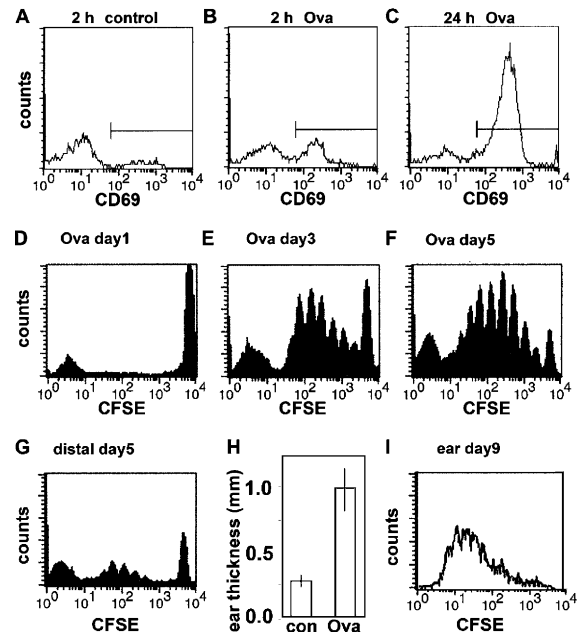 A 2 h control
B 2 h Ova
C 24 h Ova
counts
10^0 10^1 10^2 10^3 10^4
10^0 10^1 10^2 10^3 10^4
10^0 10^1 10^2 10^3 10^4
CD69
CD69
CD69
D Ova day1
E Ova day3
F Ova day5
counts
10^0 10^1 10^2 10^3 10^4
10^0 10^1 10^2 10^3 10^4
10^0 10^1 10^2 10^3 10^4
CFSE
CFSE
CFSE
G distal day5
H
I ear day9
counts
10^0 10^1 10^2 10^3 10^4
CFSE
ear thickness (mm)
1.0
0.5
0.0
con Ova
counts
10^0 10^1 10^2 10^3 10^4
CFSE